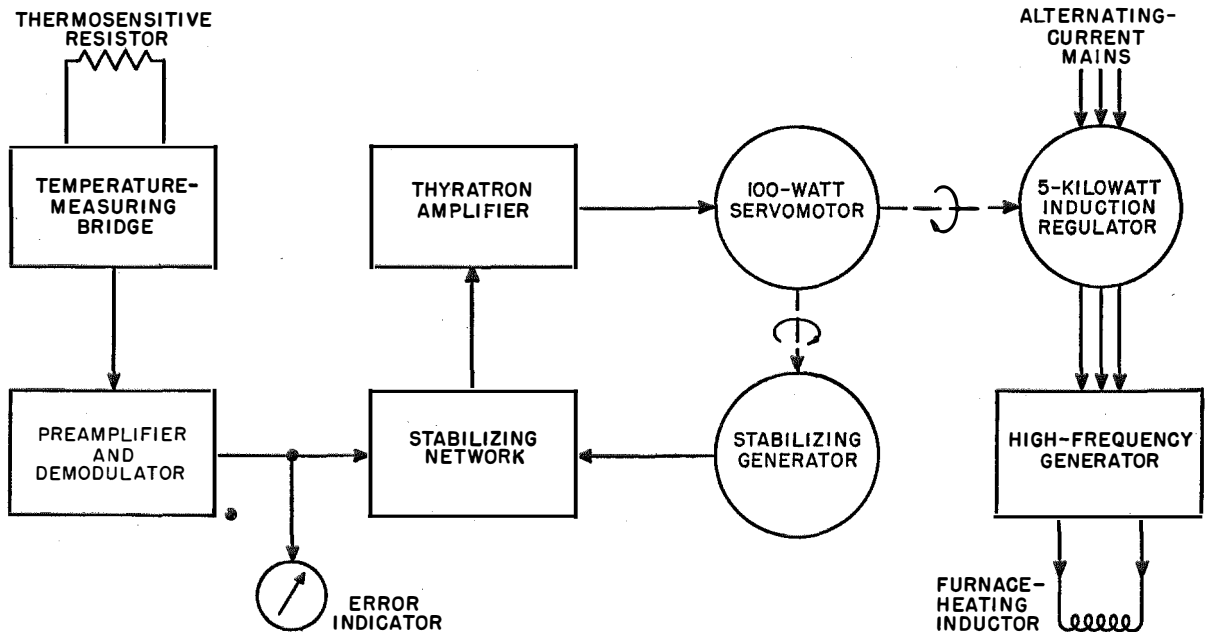 THERMOSENSITIVE
RESISTOR
TEMPERATURE-
MEASURING
BRIDGE
PREAMPLIFIER
AND
DEMODULATOR
ERROR
INDICATOR
THYRATRON
AMPLIFIER
STABILIZING
NETWORK
100-WATT
SERVOMOTOR
STABILIZING
GENERATOR
ALTERNATING-
CURRENT
MAINS
5-KILOWATT
INDUCTION
REGULATOR
HIGH-FREQUENCY
GENERATOR
FURNACE-
HEATING
INDUCTOR